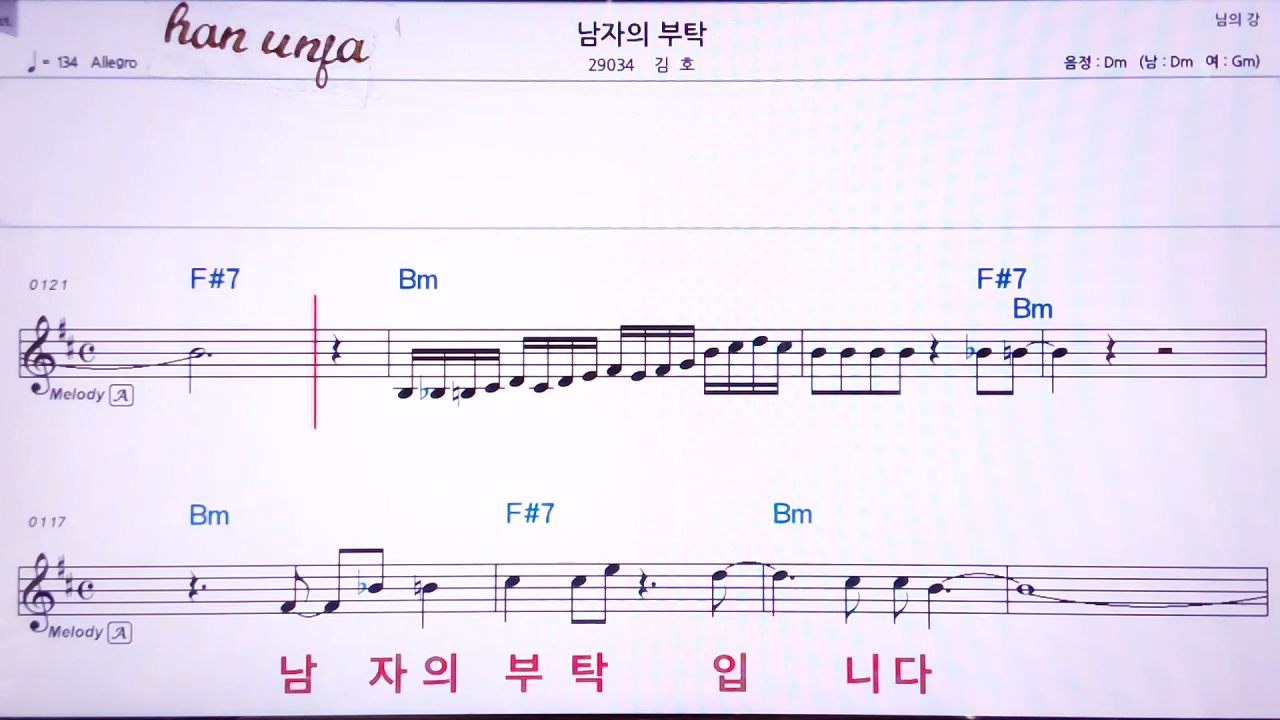 han unja
남자의 부탁
님의 강
♩= 134 Allegro
29034 김 호
음정 : Dm (남 : Dm 여 : Gm)
0121
F#7 Bm F#7
Bm
Melody A
0117
Bm F#7 Bm
Melody A
남 자의 부 탁 입 니다